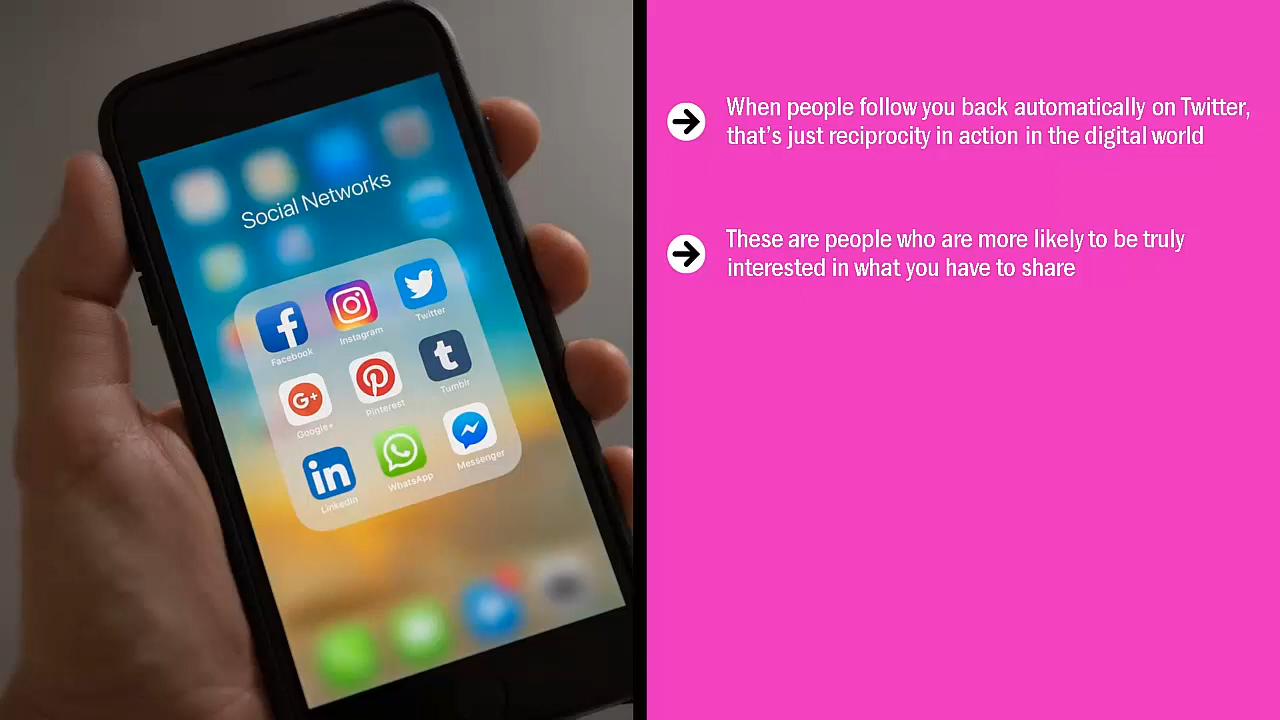 Social Networks
Facebook
Instagram
Twitter
Google+
Pinterest
Tumblr
LinkedIn
WhatsApp
Messenger
When people follow you back automatically on Twitter,
that's just reciprocity in action in the digital world
These are people who are more likely to be truly
interested in what you have to share